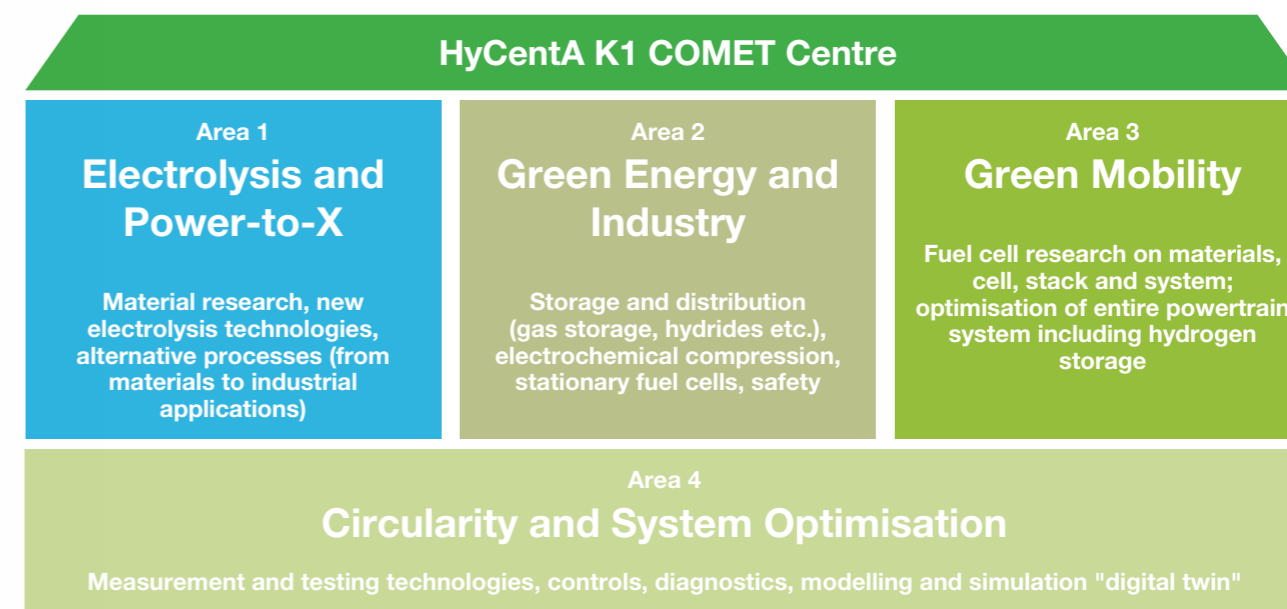 HyCentA K1 COMET Centre
Area 1
Electrolysis and
Power-to-X
Material research, new
electrolysis technologies,
alternative processes (from
materials to industrial
applications)
Area 2
Green Energy and
Industry
Storage and distribution
(gas storage, hydrides etc.),
electrochemical compression,
stationary fuel cells, safety
Area 3
Green Mobility
Fuel cell research on materials,
cell, stack and system;
optimisation of entire powertrain
system including hydrogen
storage
Area 4
Circularity and System Optimisation
Measurement and testing technologies, controls, diagnostics, modelling and simulation "digital twin"